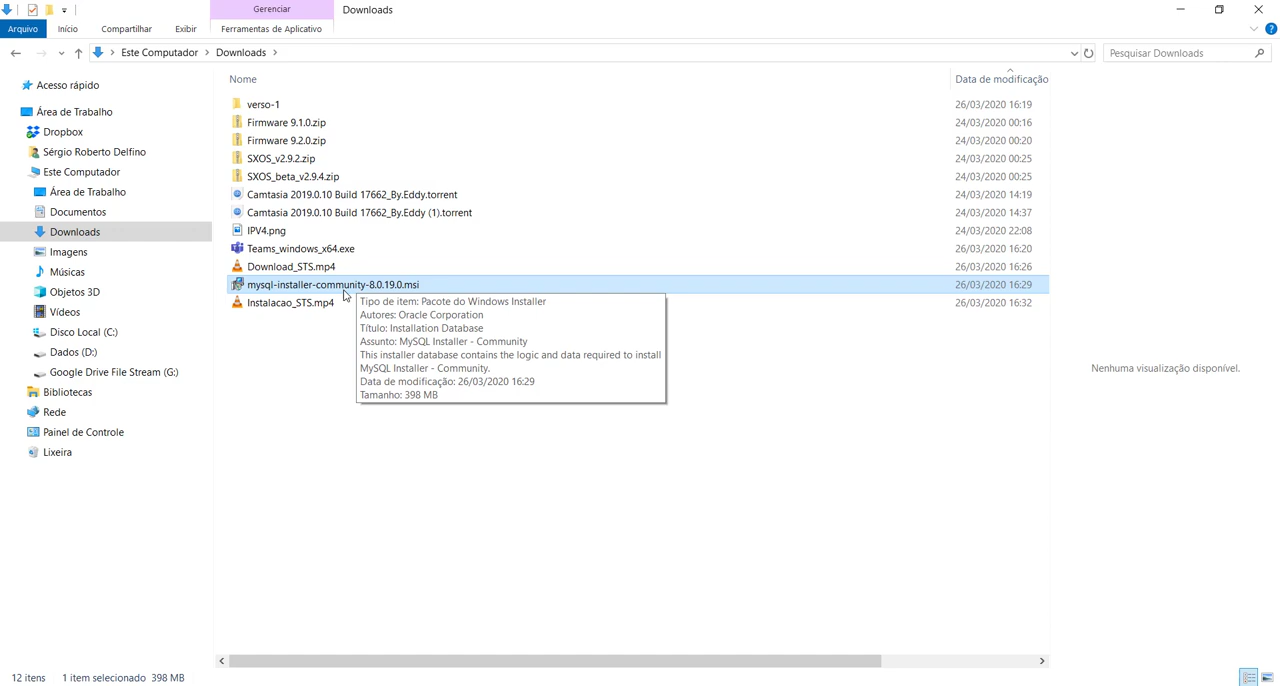 Gerenciar
Downloads
Arquivo
Início
Compartilhar
Exibir
Ferramentas de Aplicativo
Este Computador
Downloads
Pesquisar Downloads
Nome
Data de modificação
Acesso rápido
Área de Trabalho
Dropbox
Sérgio Roberto Delfino
Este Computador
Área de Trabalho
Documentos
Downloads
Imagens
Músicas
Objetos 3D
Vídeos
Disco Local (C:)
Dados (D:)
Google Drive File Stream (G:)
Bibliotecas
Rede
Painel de Controle
Lixeira
verso-1 26/03/2020 16:19
Firmware 9.1.0.zip 24/03/2020 00:16
Firmware 9.2.0.zip 24/03/2020 00:20
SXOS_v2.9.2.zip 24/03/2020 00:25
SXOS_beta_v2.9.4.zip 24/03/2020 00:25
Camtasia 2019.0.10 Build 17662_By.Eddy.torrent 24/03/2020 14:19
Camtasia 2019.0.10 Build 17662_By.Eddy (1).torrent 24/03/2020 14:37
IPV4.png 24/03/2020 22:08
Teams_windows_x64.exe 26/03/2020 16:20
Download_STS.mp4 26/03/2020 16:26
mysql-installer-community-8.0.19.0.msi 26/03/2020 16:29
Instalacao_STS.mp4 26/03/2020 16:32
Tipo de item: Pacote do Windows Installer
Autores: Oracle Corporation
Título: Installation Database
Assunto: MySQL Installer - Community
This installer database contains the logic and data required to install
MySQL Installer - Community.
Data de modificação: 26/03/2020 16:29
Tamanho: 398 MB
Nenhuma visualização disponível.
12 itens 1 item selecionado 398 MB